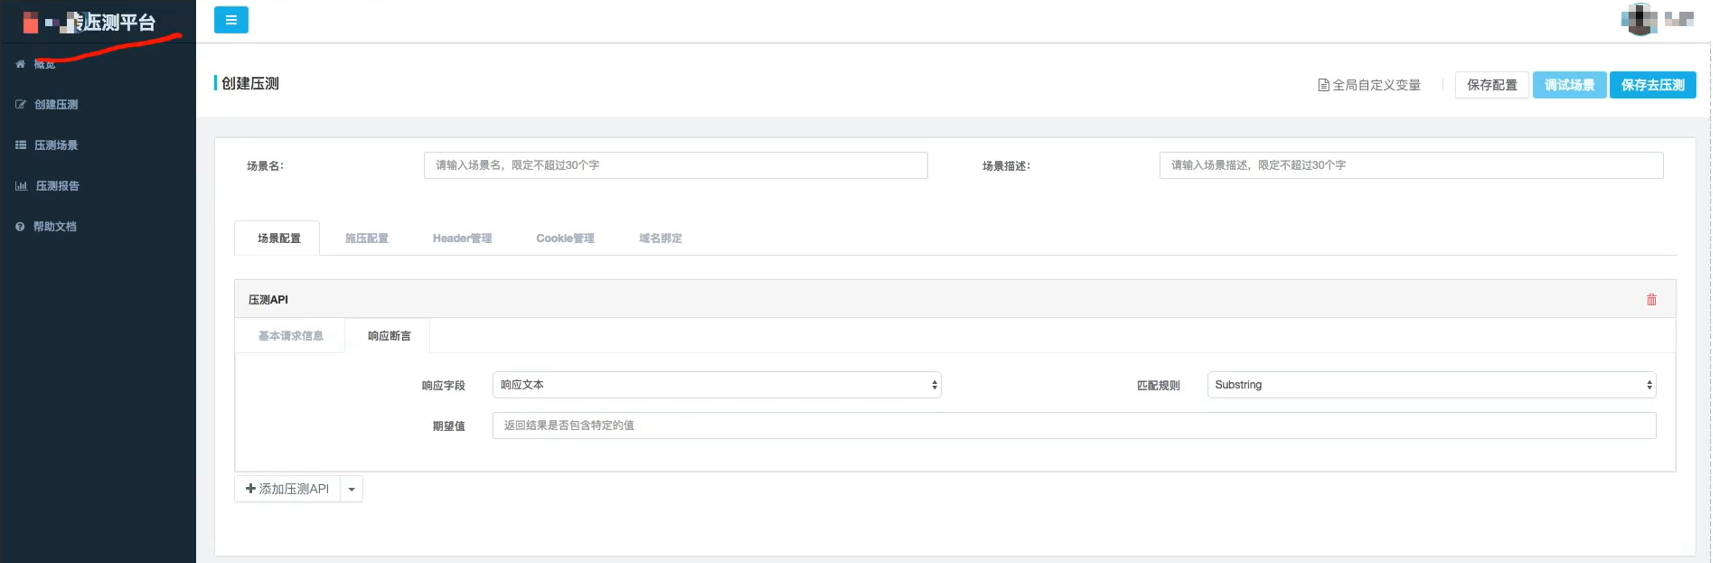 压测平台
概览
创建压测
压测场景
压测报告
帮助文档
创建压测
全局自定义变量
保存配置
调试场景
保存去压测
场景名：
请输入场景名，限定不超过30个字
场景描述：
请输入场景描述，限定不超过30个字
场景配置
施压配置
Header管理
Cookie管理
域名绑定
压测API
基本请求信息
响应断言
响应字段
响应文本
匹配规则
Substring
期望值
返回结果是否包含特定的值
添加压测API